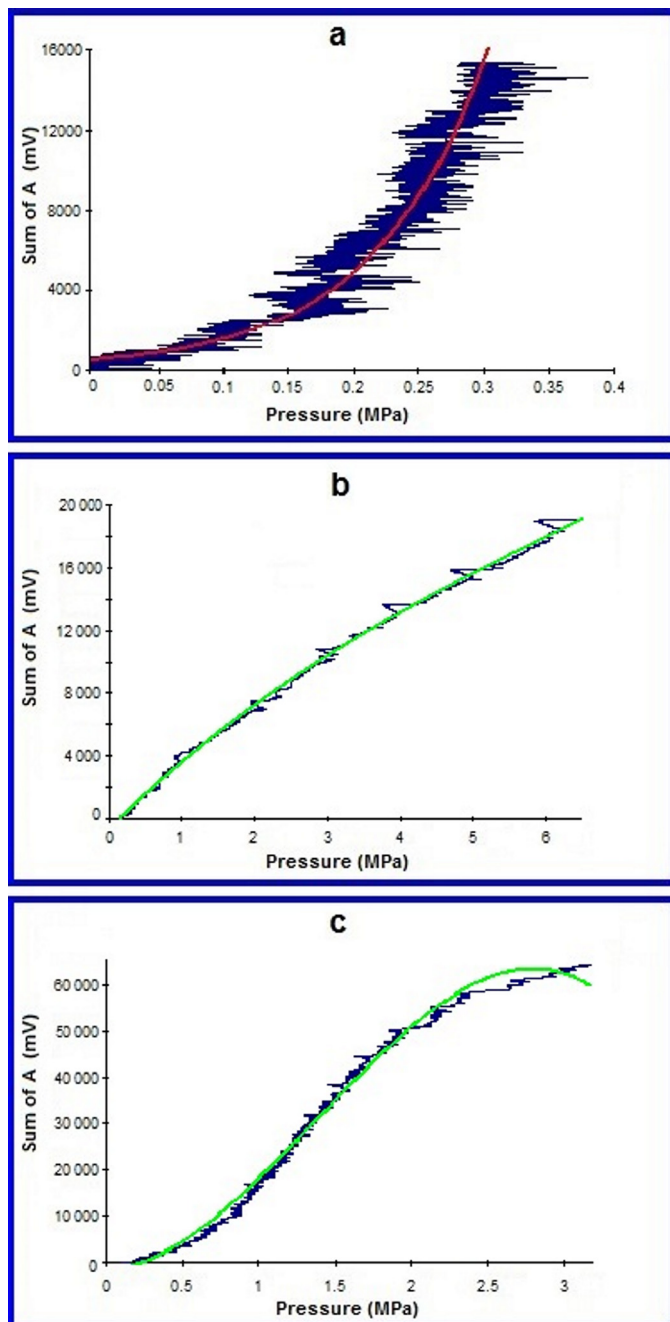 a
16000
12000
8000
4000
0
Sum of A (mV)
0 0.05 0.1 0.15 0.2 0.25 0.3 0.35 0.4
Pressure (MPa)
b
20 000
16 000
12 000
8 000
4 000
0
Sum of A (mV)
0 1 2 3 4 5 6
Pressure (MPa)
c
60 000
50 000
40 000
30 000
20 000
10 000
0
Sum of A (mV)
0 0.5 1 1.5 2 2.5 3
Pressure (MPa)